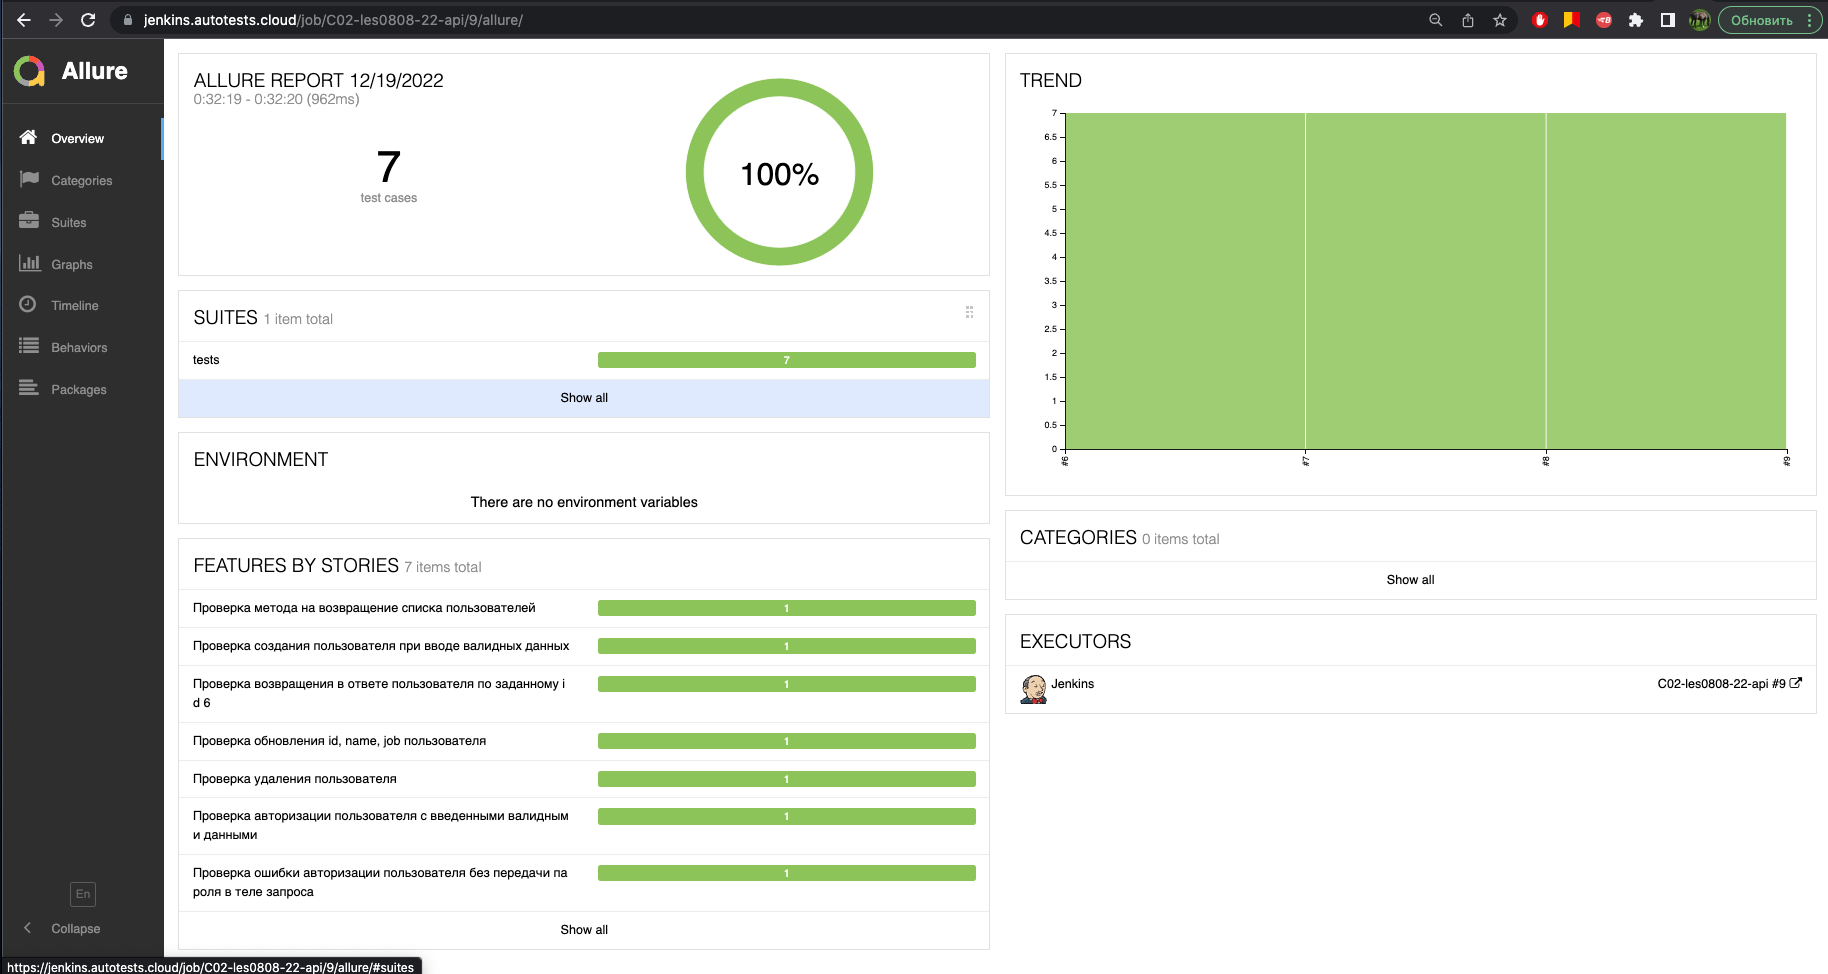 jenkins.autotests.cloud/job/C02-les0808-22-api/9/allure/
Обновить
Allure
Overview
Categories
Suites
Graphs
Timeline
Behaviors
Packages
En
Collapse
ALLURE REPORT 12/19/2022
0:32:19 - 0:32:20 (962ms)
7
test cases
100%
SUITES 1 item total
tests
7
Show all
ENVIRONMENT
There are no environment variables
FEATURES BY STORIES 7 items total
Проверка метода на возвращение списка пользователей
1
Проверка создания пользователя при вводе валидных данных
1
Проверка возвращения в ответе пользователя по заданному i
d 6
1
Проверка обновления id, name, job пользователя
1
Проверка удаления пользователя
1
Проверка авторизации пользователя с введенными валидным
и данными
1
Проверка ошибки авторизации пользователя без передачи па
роля в теле запроса
1
Show all
TREND
7
6.5
6
5.5
5
4.5
4
3.5
3
2.5
2
1.5
1
0.5
0
#6
#7
#8
#9
CATEGORIES 0 items total
Show all
EXECUTORS
Jenkins
C02-les0808-22-api #9
https://jenkins.autotests.cloud/job/C02-les0808-22-api/9/allure/#suites